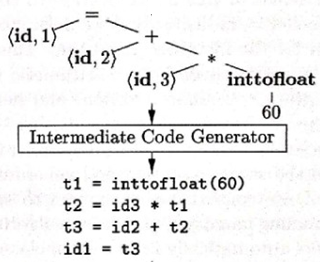 =
⟨id, 1⟩
+
⟨id, 2⟩
*
⟨id, 3⟩
inttofloat
60
Intermediate Code Generator
t1 = inttofloat(60)
t2 = id3 * t1
t3 = id2 + t2
id1 = t3